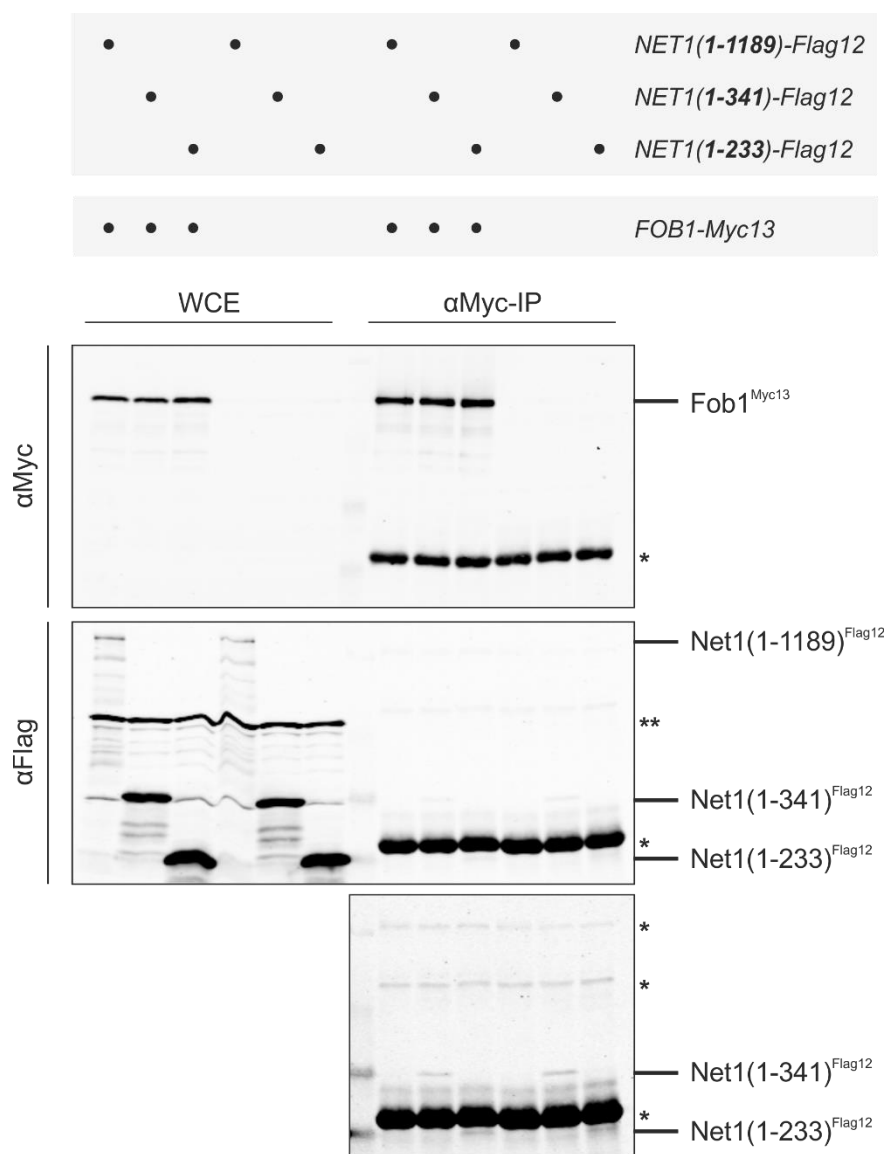 NET1(1-1189)-Flag12
NET1(1-341)-Flag12
NET1(1-233)-Flag12
FOB1-Myc13
WCE
αMyc-IP
αMyc
Fob1Myc13
*
αFlag
Net1(1-1189)Flag12
**
Net1(1-341)Flag12
*
Net1(1-233)Flag12
*
*
Net1(1-341)Flag12
*
Net1(1-233)Flag12